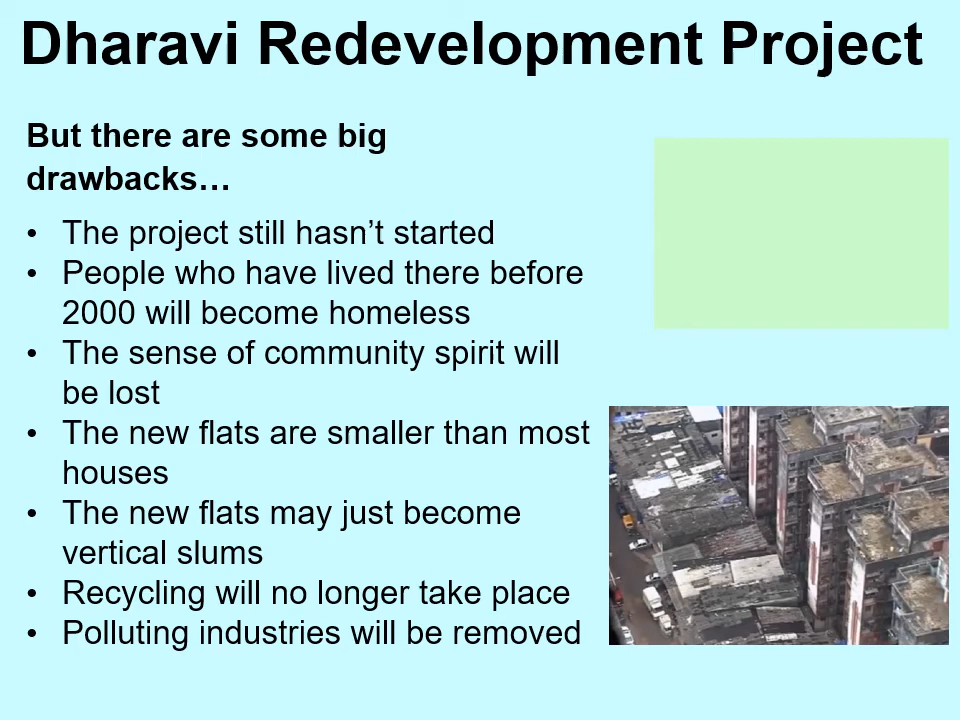 Dharavi Redevelopment Project
But there are some big
drawbacks…
• The project still hasn’t started
• People who have lived there before
2000 will become homeless
• The sense of community spirit will
be lost
• The new flats are smaller than most
houses
• The new flats may just become
vertical slums
• Recycling will no longer take place
• Polluting industries will be removed